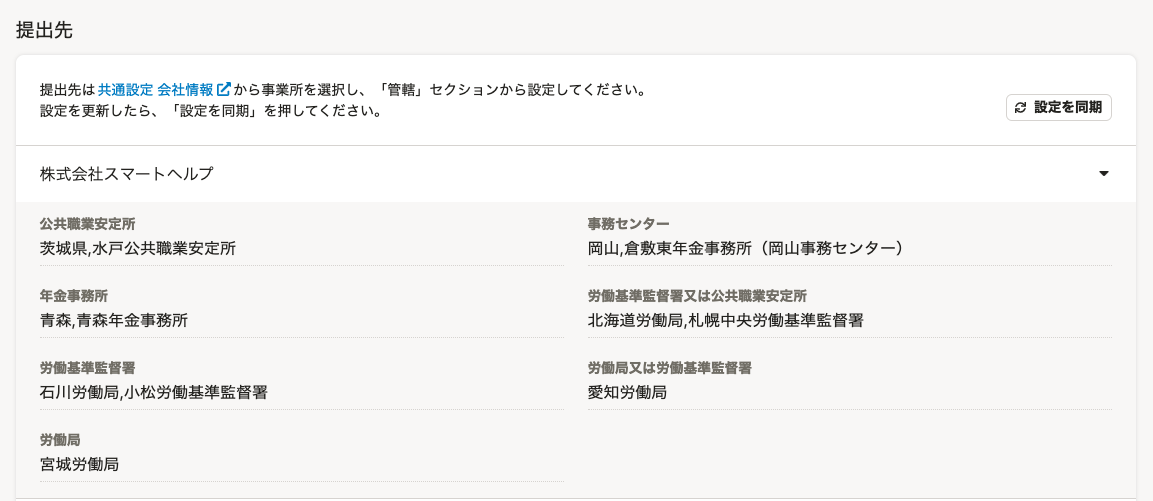 提出先
提出先は 共通設定 会社情報 から事業所を選択し、「管轄」セクションから設定してください。
設定を更新したら、「設定を同期」を押してください。
設定を同期
株式会社スマートヘルプ
公共職業安定所
茨城県,水戸公共職業安定所
事務センター
岡山,倉敷東年金事務所（岡山事務センター）
年金事務所
青森,青森年金事務所
労働基準監督署又は公共職業安定所
北海道労働局,札幌中央労働基準監督署
労働基準監督署
石川労働局,小松労働基準監督署
労働局又は労働基準監督署
愛知労働局
労働局
宮城労働局